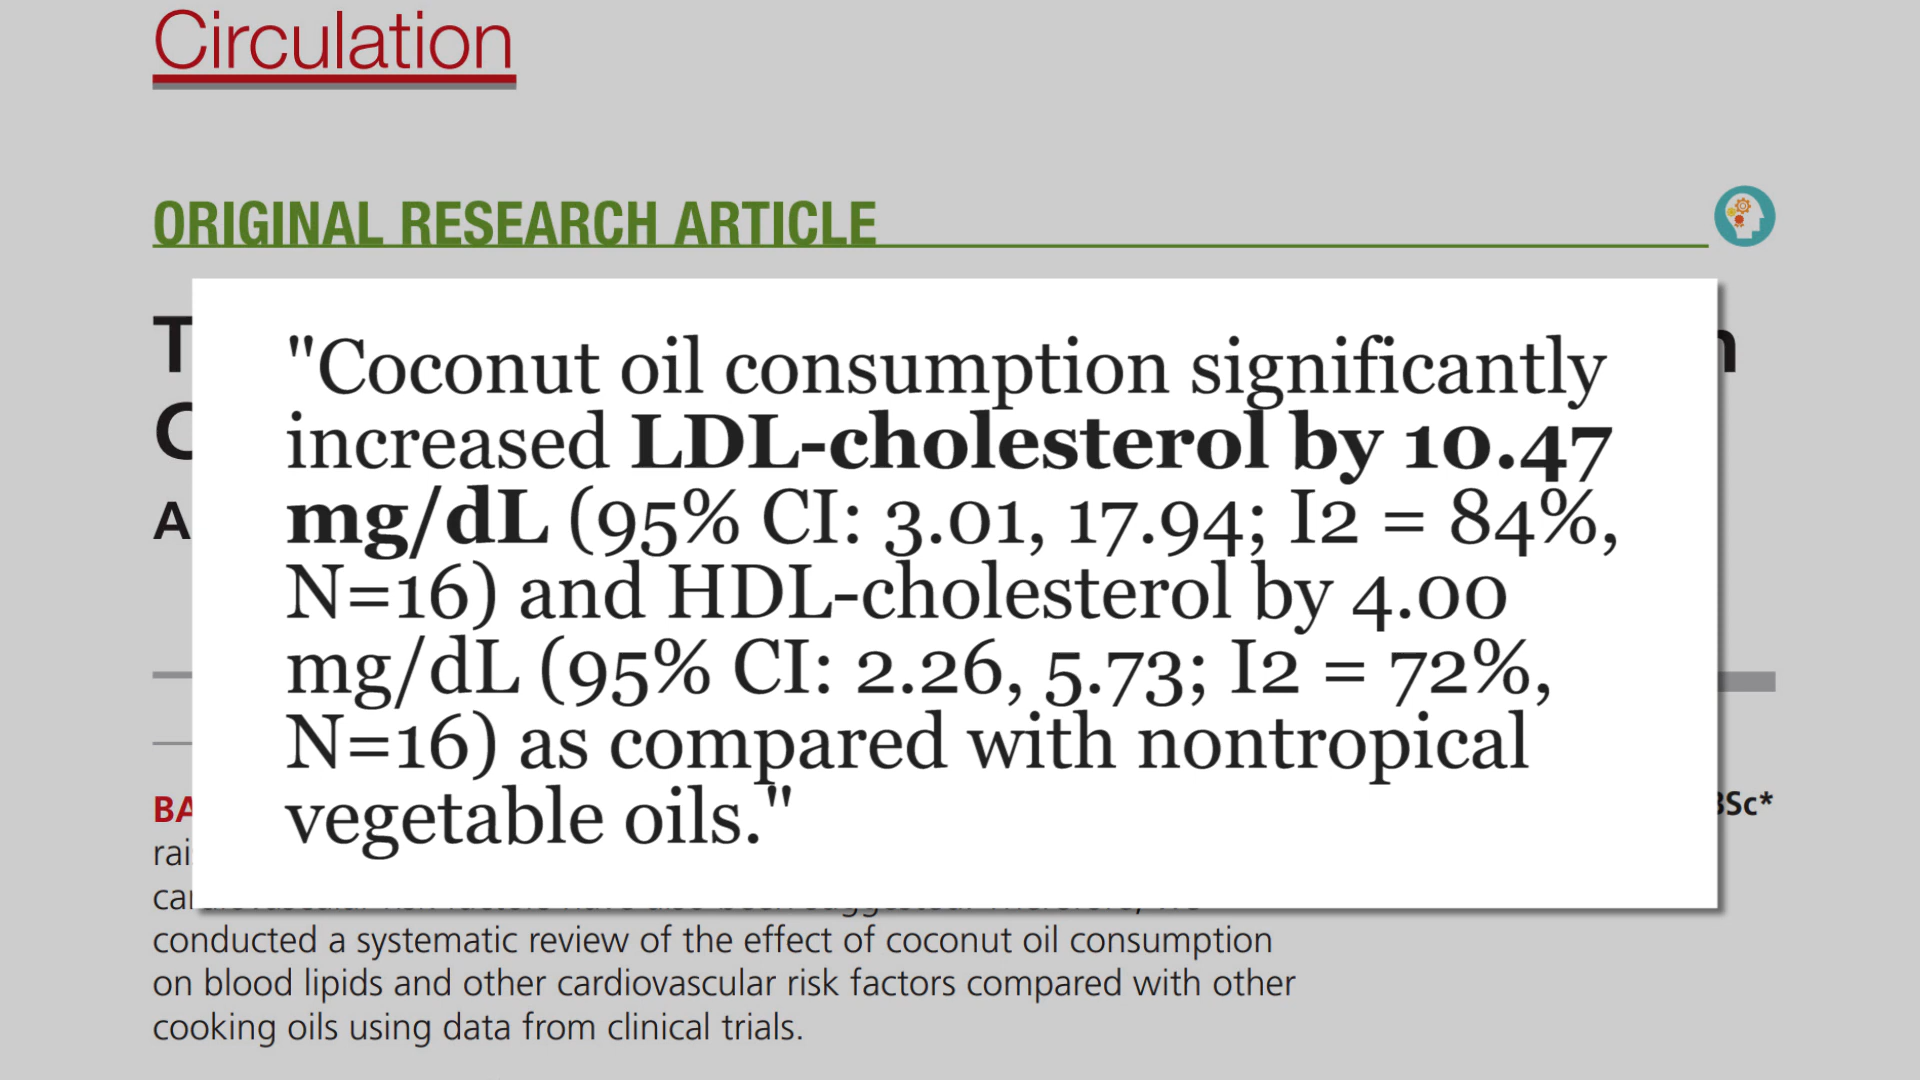 Circulation
ORIGINAL RESEARCH ARTICLE
"Coconut oil consumption significantly
increased LDL-cholesterol by 10.47
mg/dL (95% CI: 3.01, 17.94; I2 = 84%,
N=16) and HDL-cholesterol by 4.00
mg/dL (95% CI: 2.26, 5.73; I2 = 72%,
N=16) as compared with nontropical
vegetable oils."
BSc*
conducted a systematic review of the effect of coconut oil consumption
on blood lipids and other cardiovascular risk factors compared with other
cooking oils using data from clinical trials.